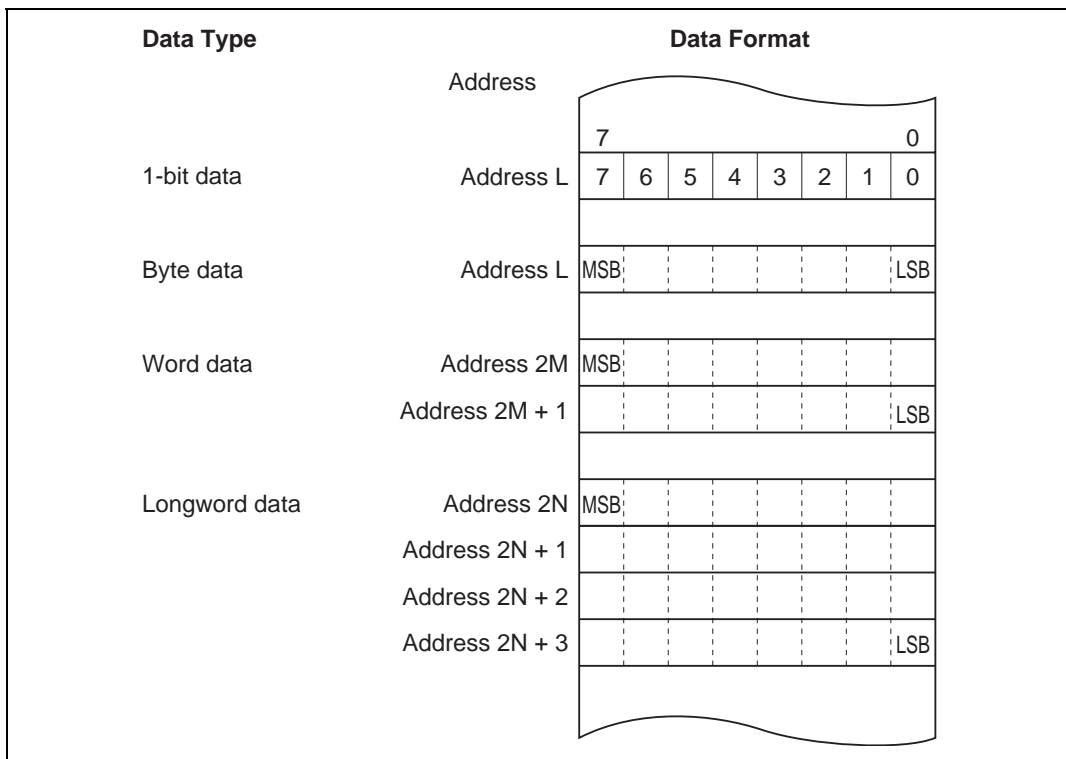 Data Type Data Format
Address
7 0
1-bit data Address L 7 6 5 4 3 2 1 0
Byte data Address L MSB LSB
Word data Address 2M MSB
Address 2M + 1 LSB
Longword data Address 2N MSB
Address 2N + 1
Address 2N + 2
Address 2N + 3 LSB